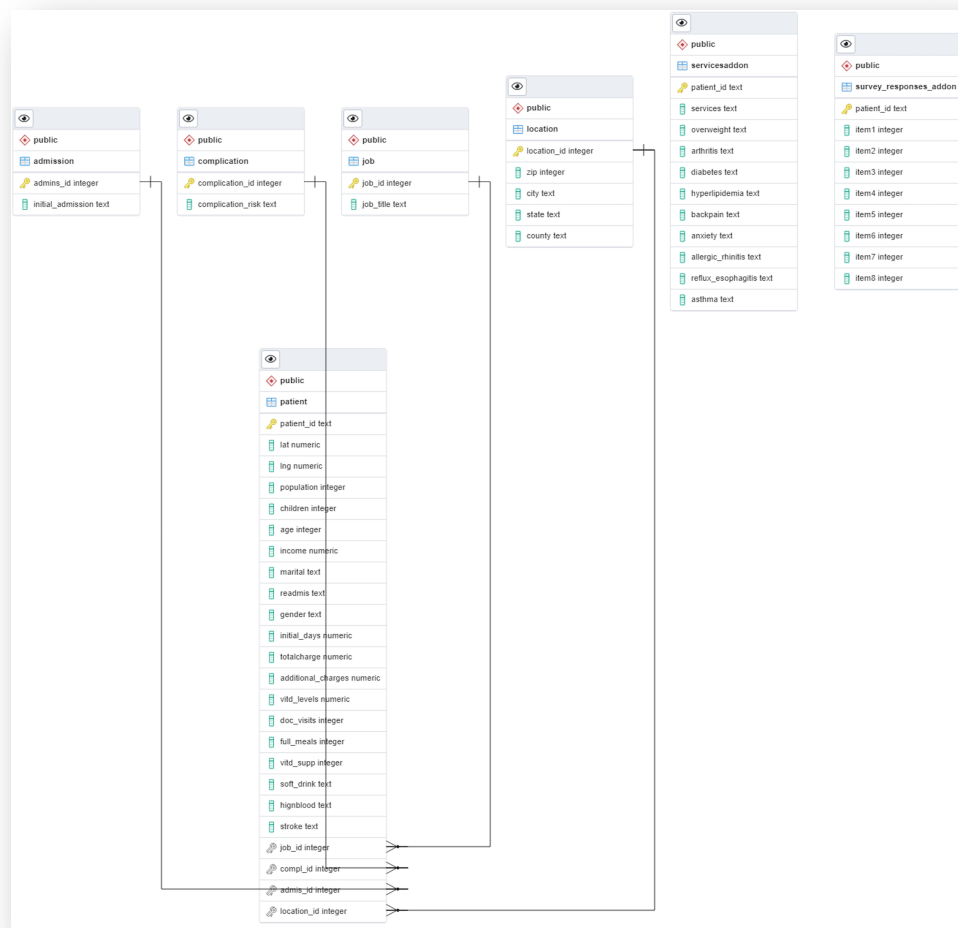 public
admission
admins_id integer
initial_admission text
public
complication
complication_id integer
complication_risk text
public
job
job_id integer
job_title text
public
location
location_id integer
zip integer
city text
state text
county text
public
servicesaddon
patient_id text
services text
overweight text
arthritis text
diabetes text
hyperlipidemia text
backpain text
anxiety text
allergic_rhinitis text
reflux_esophagitis text
asthma text
public
survey_responses_addon
patient_id text
item1 integer
item2 integer
item3 integer
item4 integer
item5 integer
item6 integer
item7 integer
item8 integer
public
patient
patient_id text
lat numeric
lng numeric
population integer
children integer
age integer
income numeric
marital text
readmis text
gender text
initial_days numeric
totalcharge numeric
additional_charges numeric
vitd_levels numeric
doc_visits integer
full_meals integer
vitd_supp integer
soft_drink text
hignblood text
stroke text
job_id integer
compl_id integer
admis_id integer
location_id integer